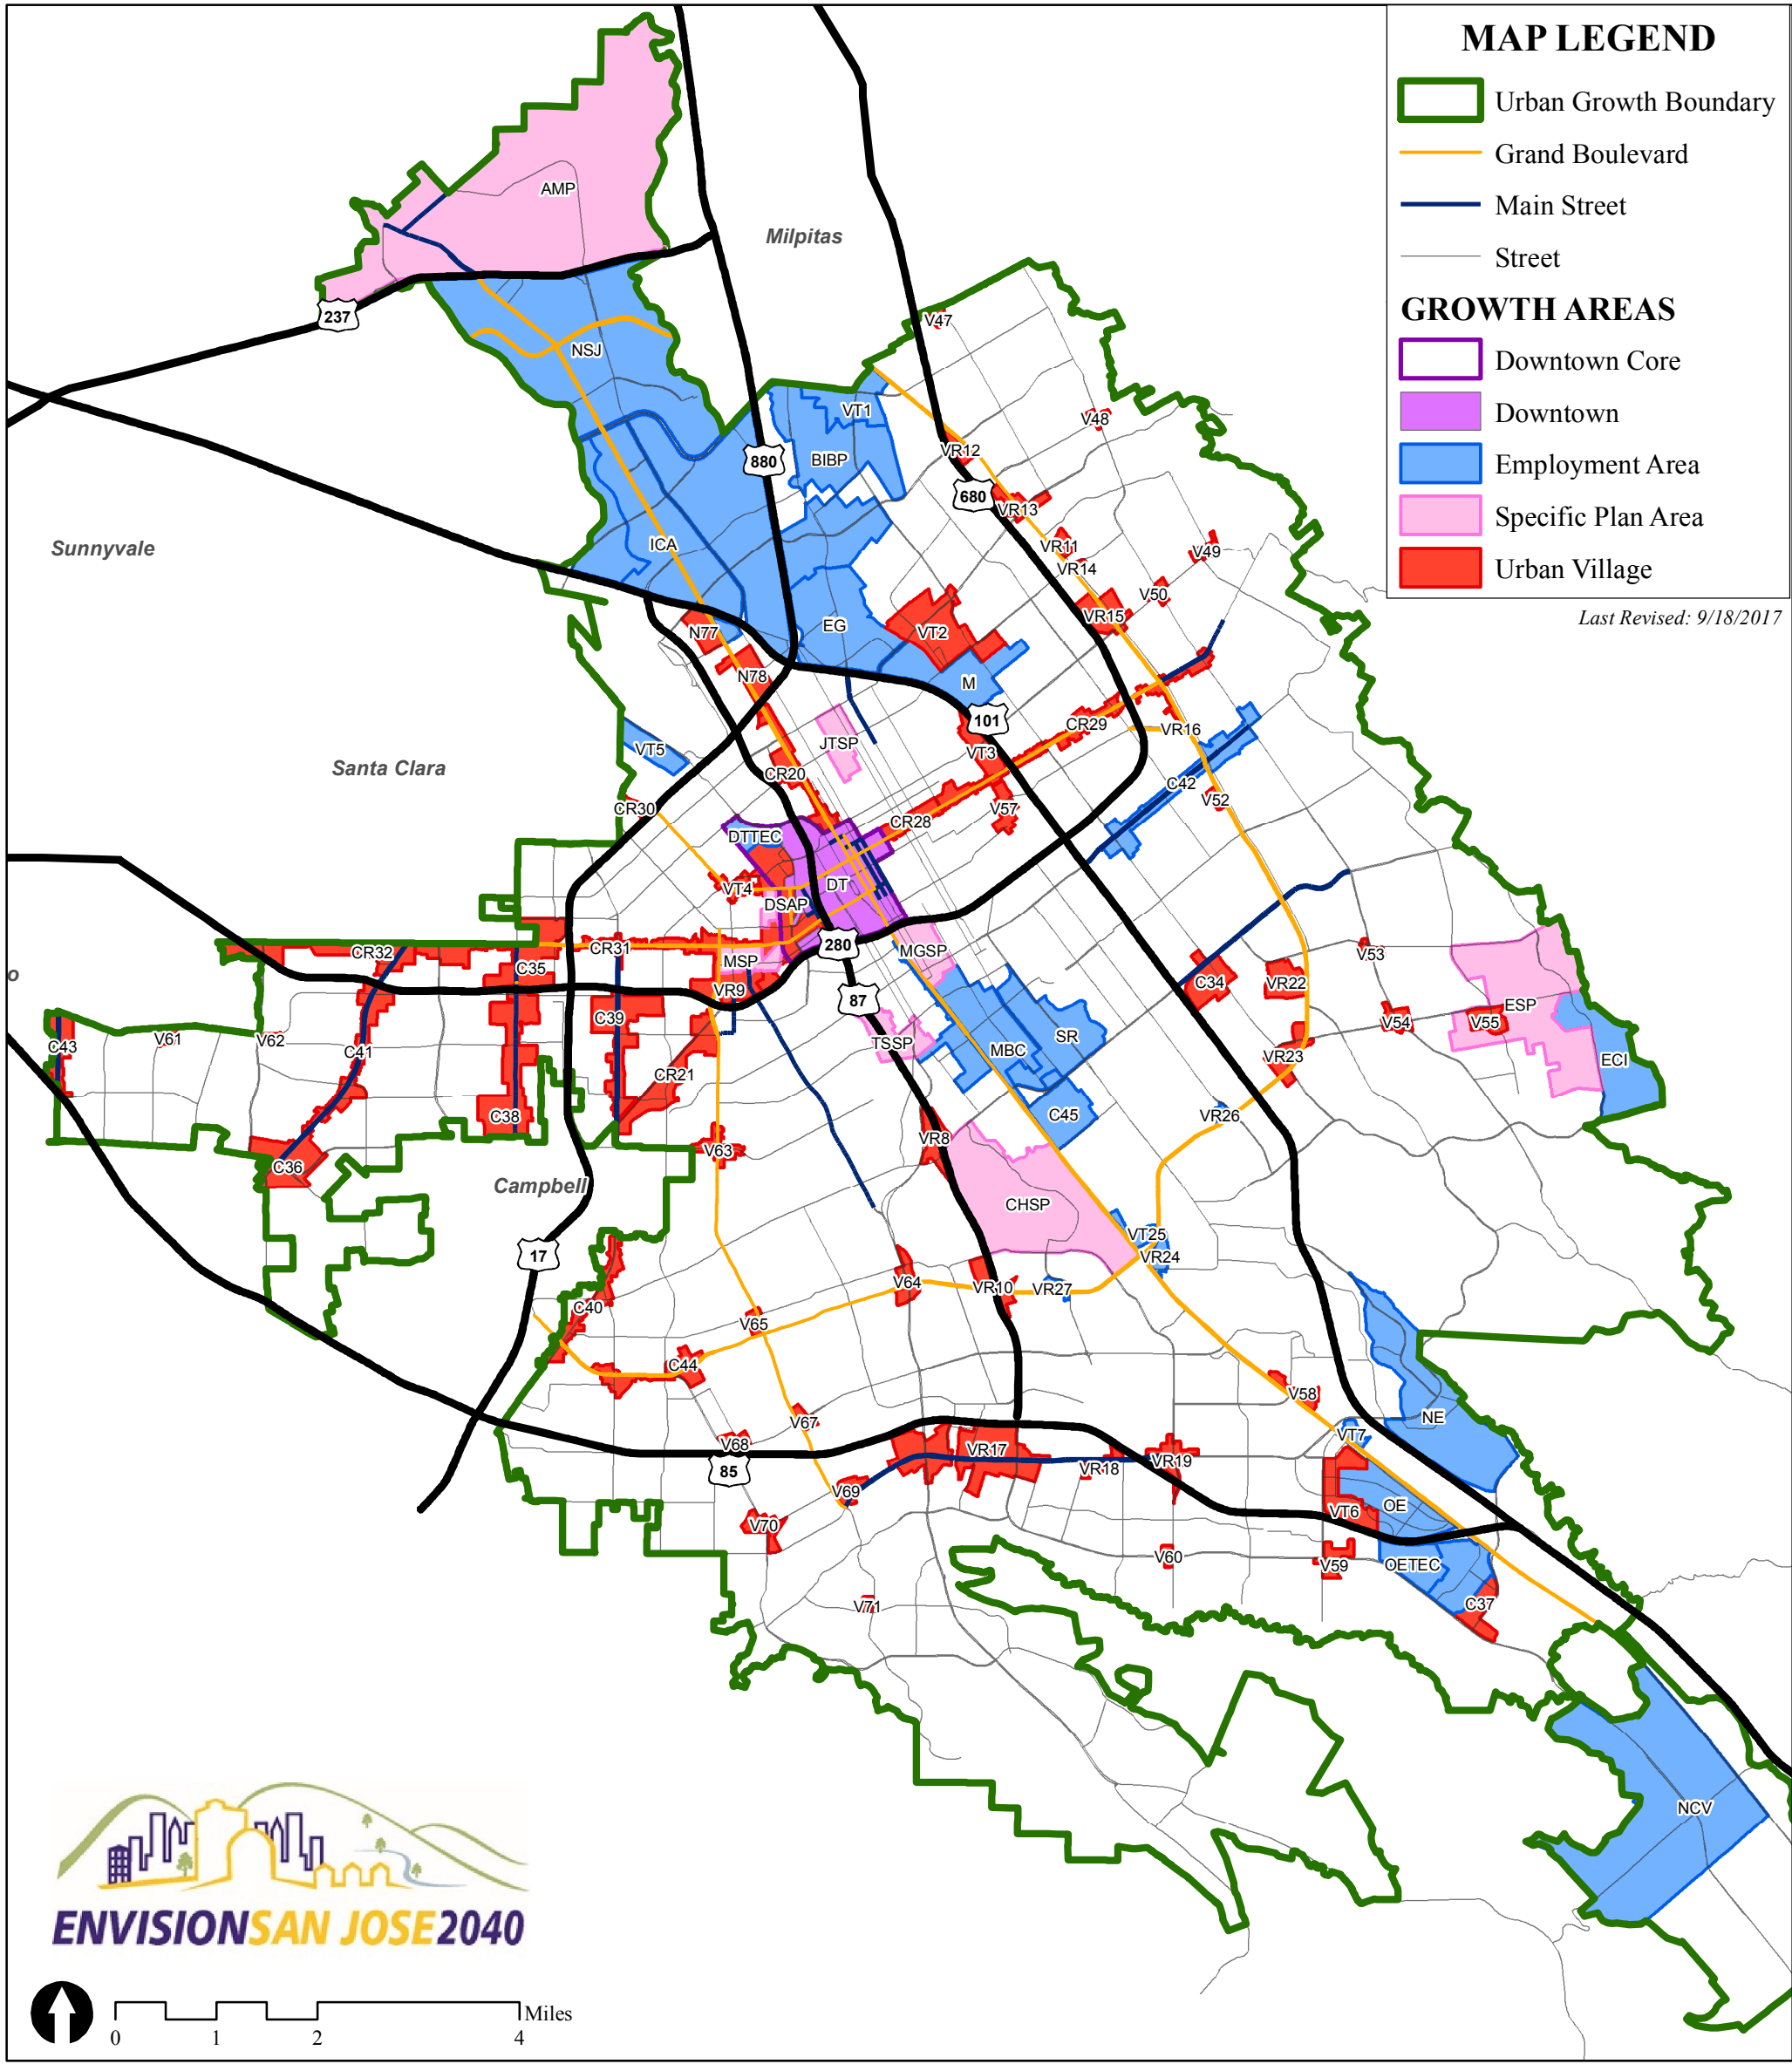 MAP LEGEND
Urban Growth Boundary
Grand Boulevard
Main Street
Street
GROWTH AREAS
Downtown Core
Downtown
Employment Area
Specific Plan Area
Urban Village
Last Revised: 9/18/2017
AMP
Milpitas
237
V47
NSJ
VT1
V48
VR12
BIBP
880
680
VR13
Sunnyvale
ICA
VR11
V49
VR14
V50
VR15
EG
N77
VT2
N78
M
101
CR29
VR16
JTSP
VT5
VT3
Santa Clara
CR20
C42
V52
CR30
V57
CR28
DTTEC
DT
VT4
DSAP
280
CR31
CR32
MGSP
V53
MSP
C35
o
C34
VR22
VR9
87
ESP
C39
V54
V55
C43
V61
V62
TSSP
SR
C41
MBC
VR23
ECI
CR21
C38
C45
VR26
VR8
V63
C36
Campbell
CHSP
VT25
17
VR24
V64
VR10
VR27
C40
V65
C44
V58
V67
NE
VT7
V68
VR17
85
VR18
VR19
V69
OE
VT6
V70
V60
V59
OETEC
V71
C37
NCV
ENVISION SAN JOSE 2040
Miles
0 1 2 4